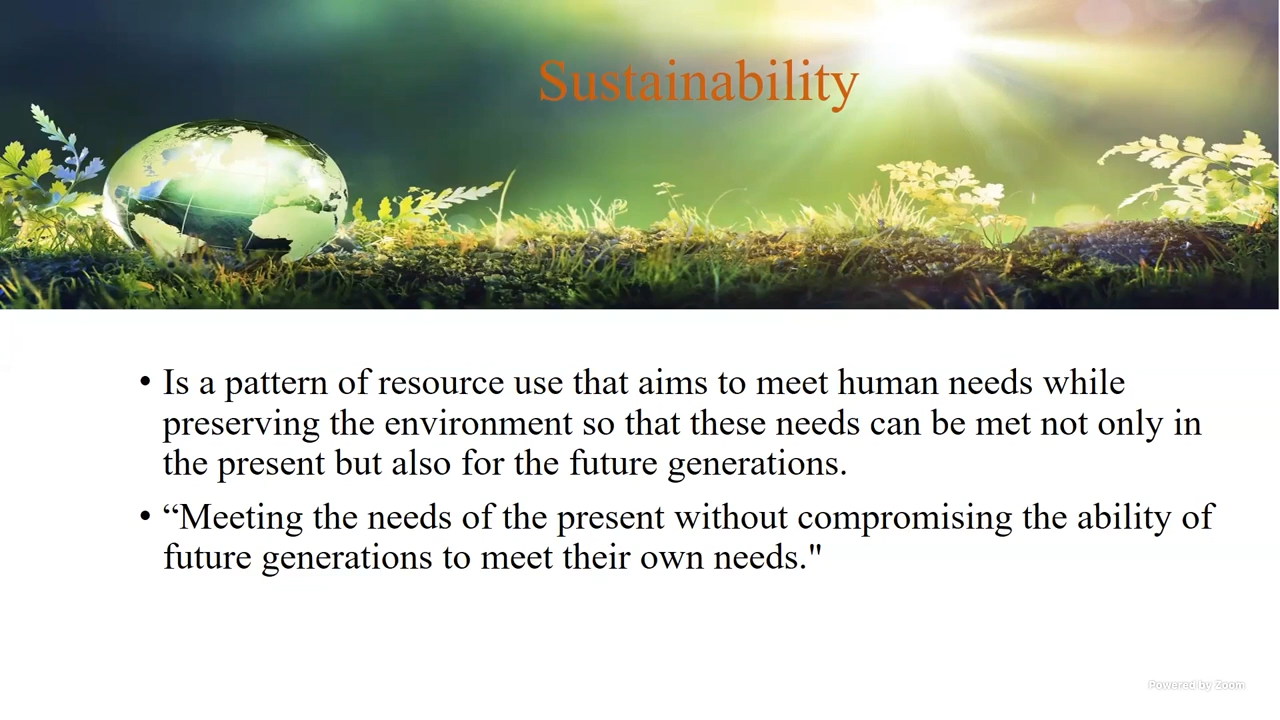 Sustainability
• Is a pattern of resource use that aims to meet human needs while
preserving the environment so that these needs can be met not only in
the present but also for the future generations.
• “Meeting the needs of the present without compromising the ability of
future generations to meet their own needs."
Powered by Zoom